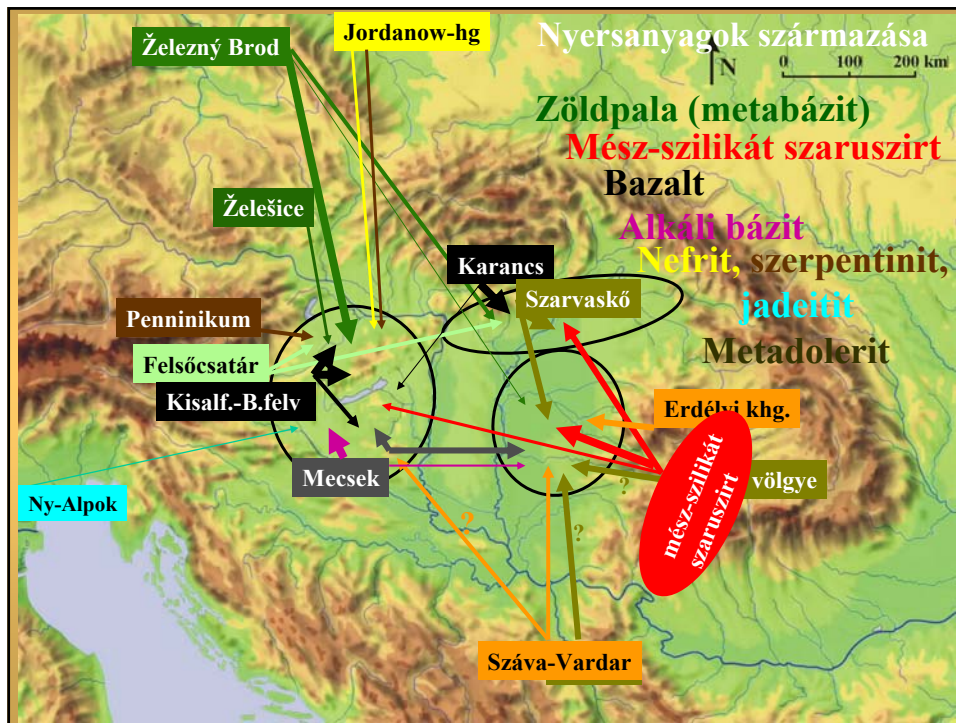 Nyersanyagok származása
N
0 100 200 km
Zöldpala (metabázit)
Mész-szilikát szaruszirt
Bazalt
Alkáli bázit
Nefrit, szerpentinit,
jadeitit
Metadolerit
Železný Brod
Jordanow-hg
Želešice
Karancs
Szarvaskő
Penninikum
Felsőcsatár
Kisalf.-B.felv
Erdélyi khg.
Mecsek
völgye
mész-szilikát
szaruszirt
Ny-Alpok
?
?
?
Száva-Vardar